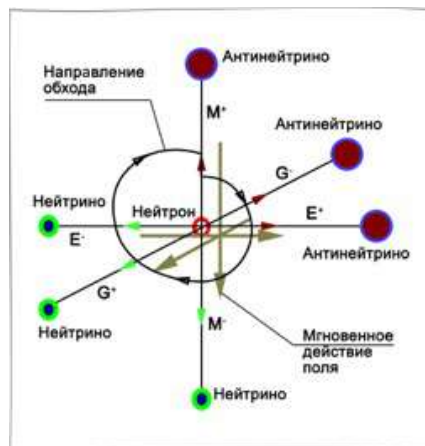 Антинейтрино
Направление
обхода
M⁺
Антинейтрино
G⁻
Нейтрино
Нейтрон
E⁺
E⁻
Антинейтрино
G⁺
Нейтрино
M⁻
Мгновенное
действие
поля
Нейтрино